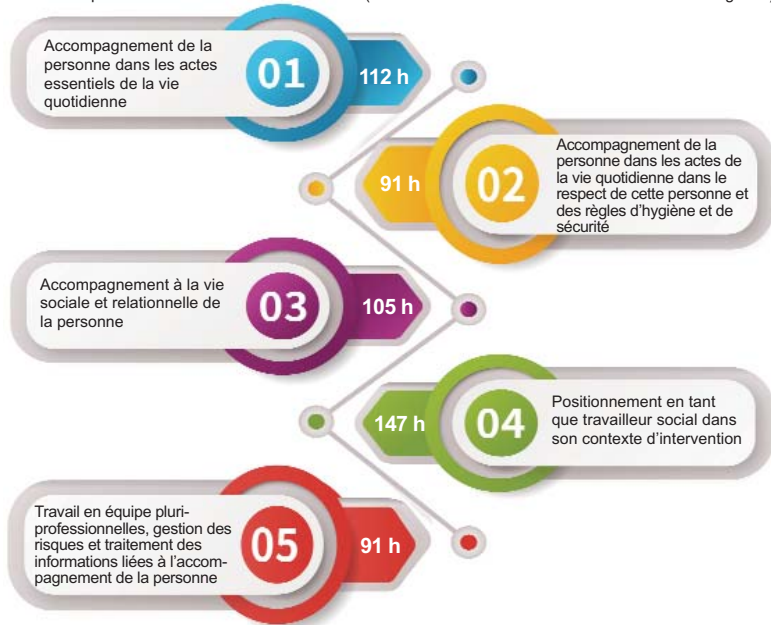 Accompagnement de la
personne dans les actes
essentiels de la vie
quotidienne
01
112 h
Accompagnement de la
personne dans les actes de
la vie quotidienne dans le
respect de cette personne et
des règles d'hygiène et de
sécurité
02
91 h
Accompagnement à la vie
sociale et relationnelle de
la personne
03
105 h
Positionnement en tant
que travailleur social dans
son contexte d'intervention
04
147 h
Travail en équipe pluri-
professionnelles, gestion des
risques et traitement des
informations liées à l'accom-
pagnement de la personne
05
91 h